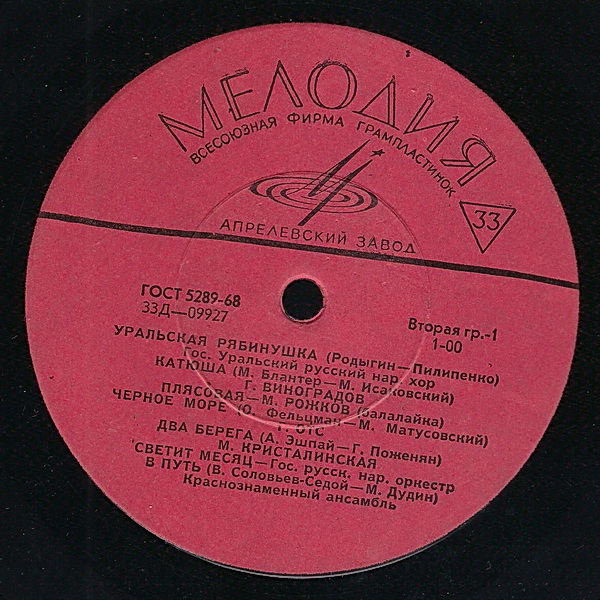 МЕЛОДИЯ
ВСЕСОЮЗНАЯ ФИРМА ГРАМПЛАСТИНОК
33
АПРЕЛЕВСКИЙ ЗАВОД
ГОСТ 5289-68
33Д—09927
Вторая гр.-1
1-00
УРАЛЬСКАЯ РЯБИНУШКА (Родыгин—Пилипенко)
Гос. Уральский русский нар. хор
КАТЮША (М. Блантер—М. Исаковский)
Г. ВИНОГРАДОВ
ПЛЯСОВАЯ—М. РОЖКОВ (балалайка)
ЧЕРНОЕ МОРЕ (О. Фельцман—М. Матусовский)
Г. ОТС
ДВА БЕРЕГА (А. Эшпай—Г. Поженян)
М. КРИСТАЛИНСКАЯ
СВЕТИТ МЕСЯЦ—Гос. русск. нар. оркестр
В ПУТЬ (В. Соловьев-Седой—М. Дудин)
Краснознаменный ансамбль